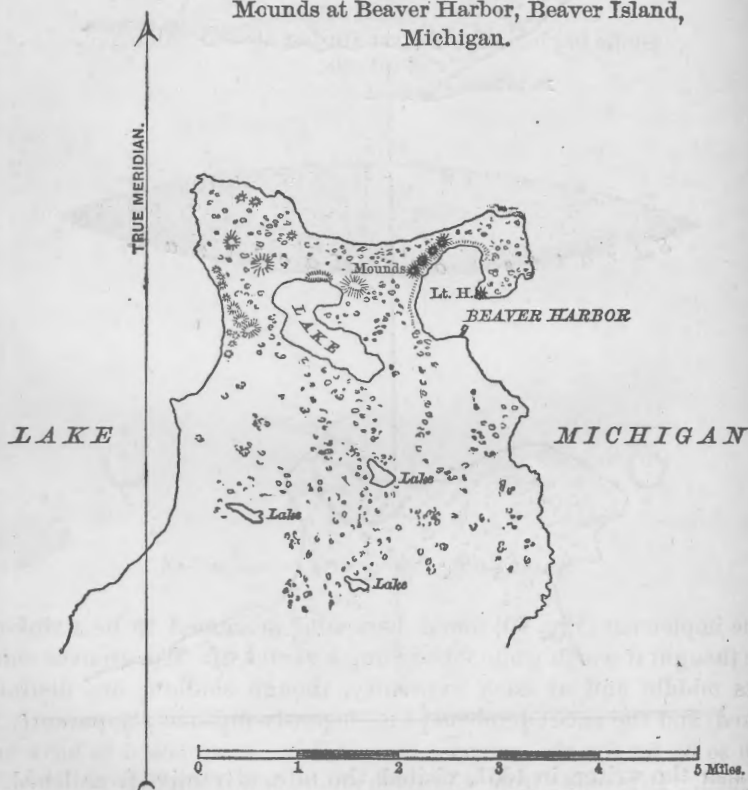 Mounds at Beaver Harbor, Beaver Island,
Michigan.
TRUE MERIDIAN.
Mounds
Lt. H.
BEAVER HARBOR
LAKE
LAKE MICHIGAN
Lake
Lake
Lake
0 1 2 3 4 5 Miles.